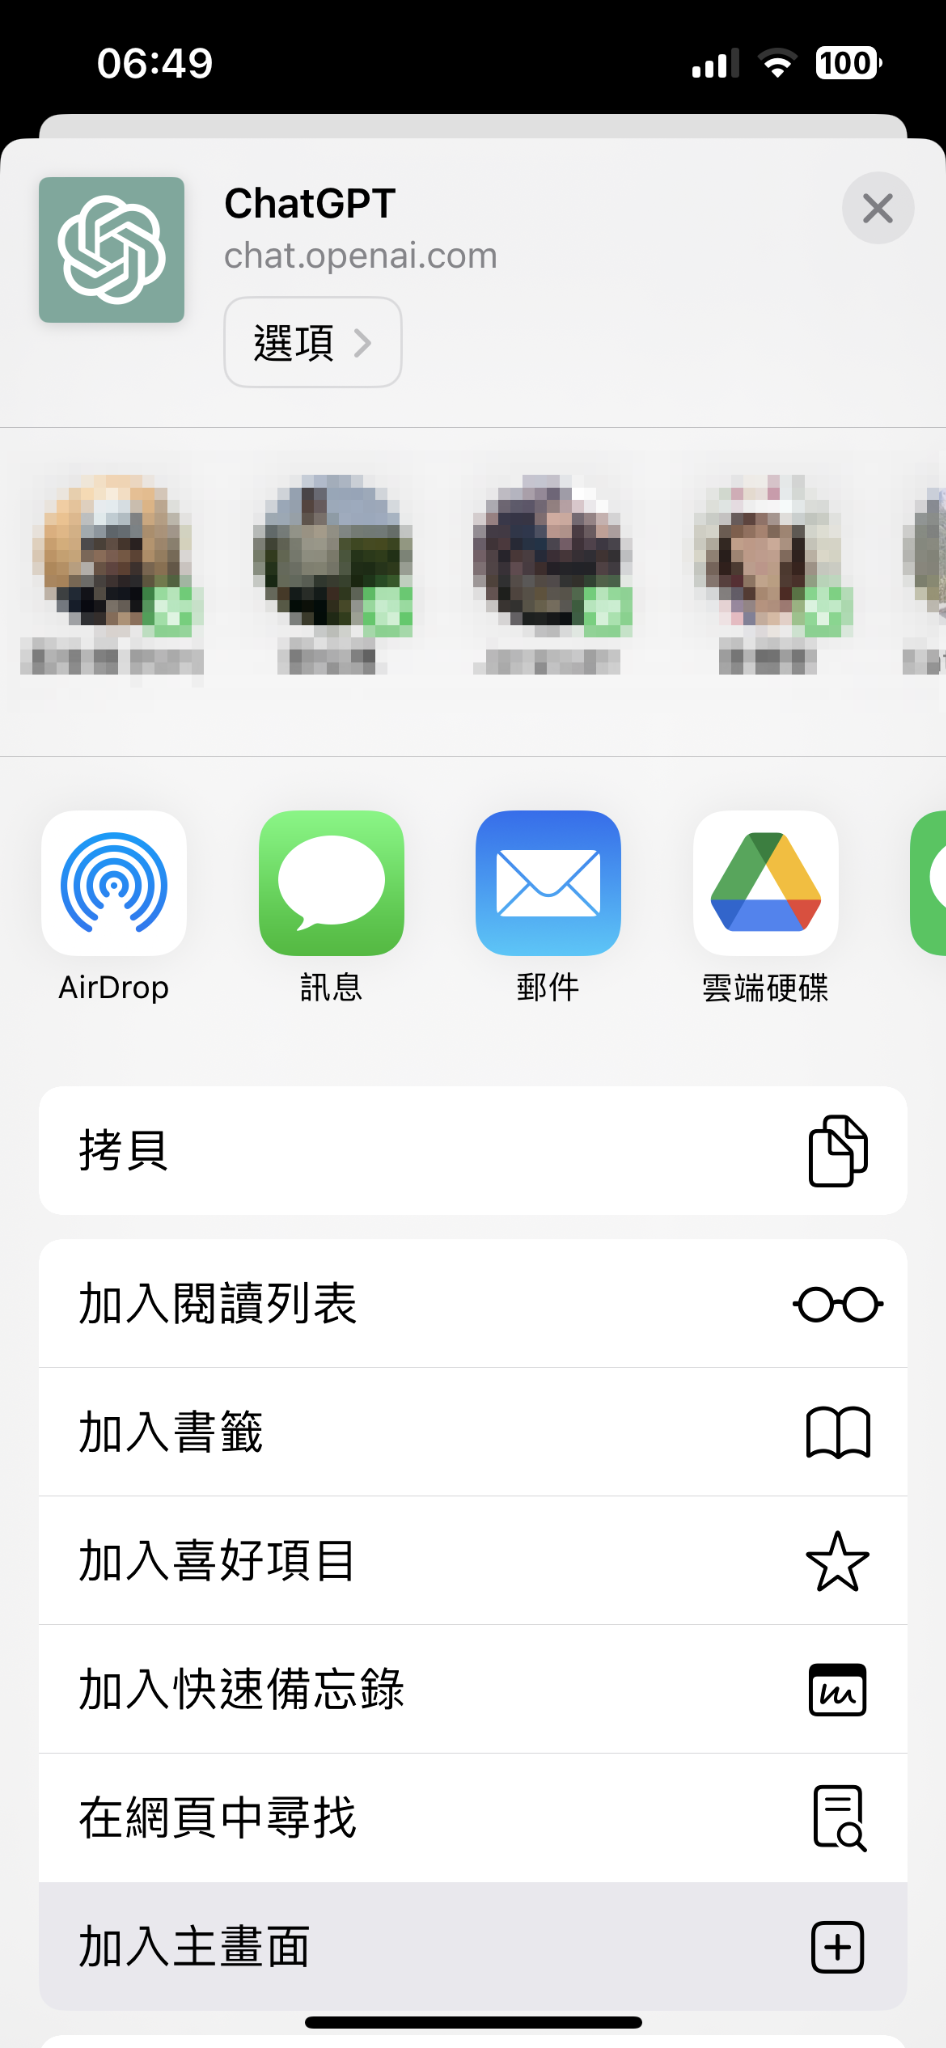 06:49
100
ChatGPT
chat.openai.com
選項
AirDrop
訊息
郵件
雲端硬碟
拷貝
加入閱讀列表
加入書籤
加入喜好項目
加入快速備忘錄
在網頁中尋找
加入主畫面